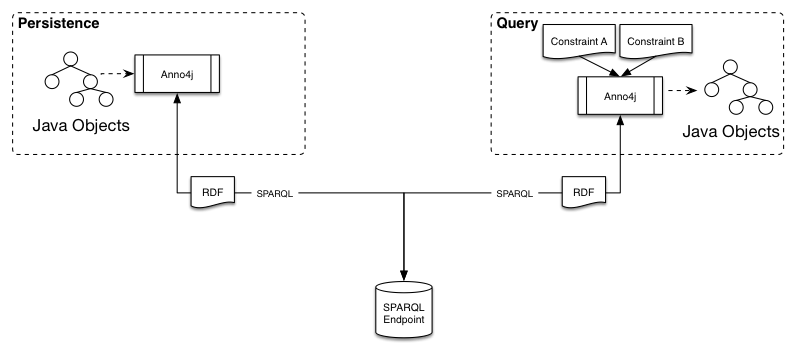 Persistence
Anno4j
Java Objects
Query
Constraint A
Constraint B
Anno4j
Java Objects
RDF
SPARQL
SPARQL
RDF
SPARQL
Endpoint